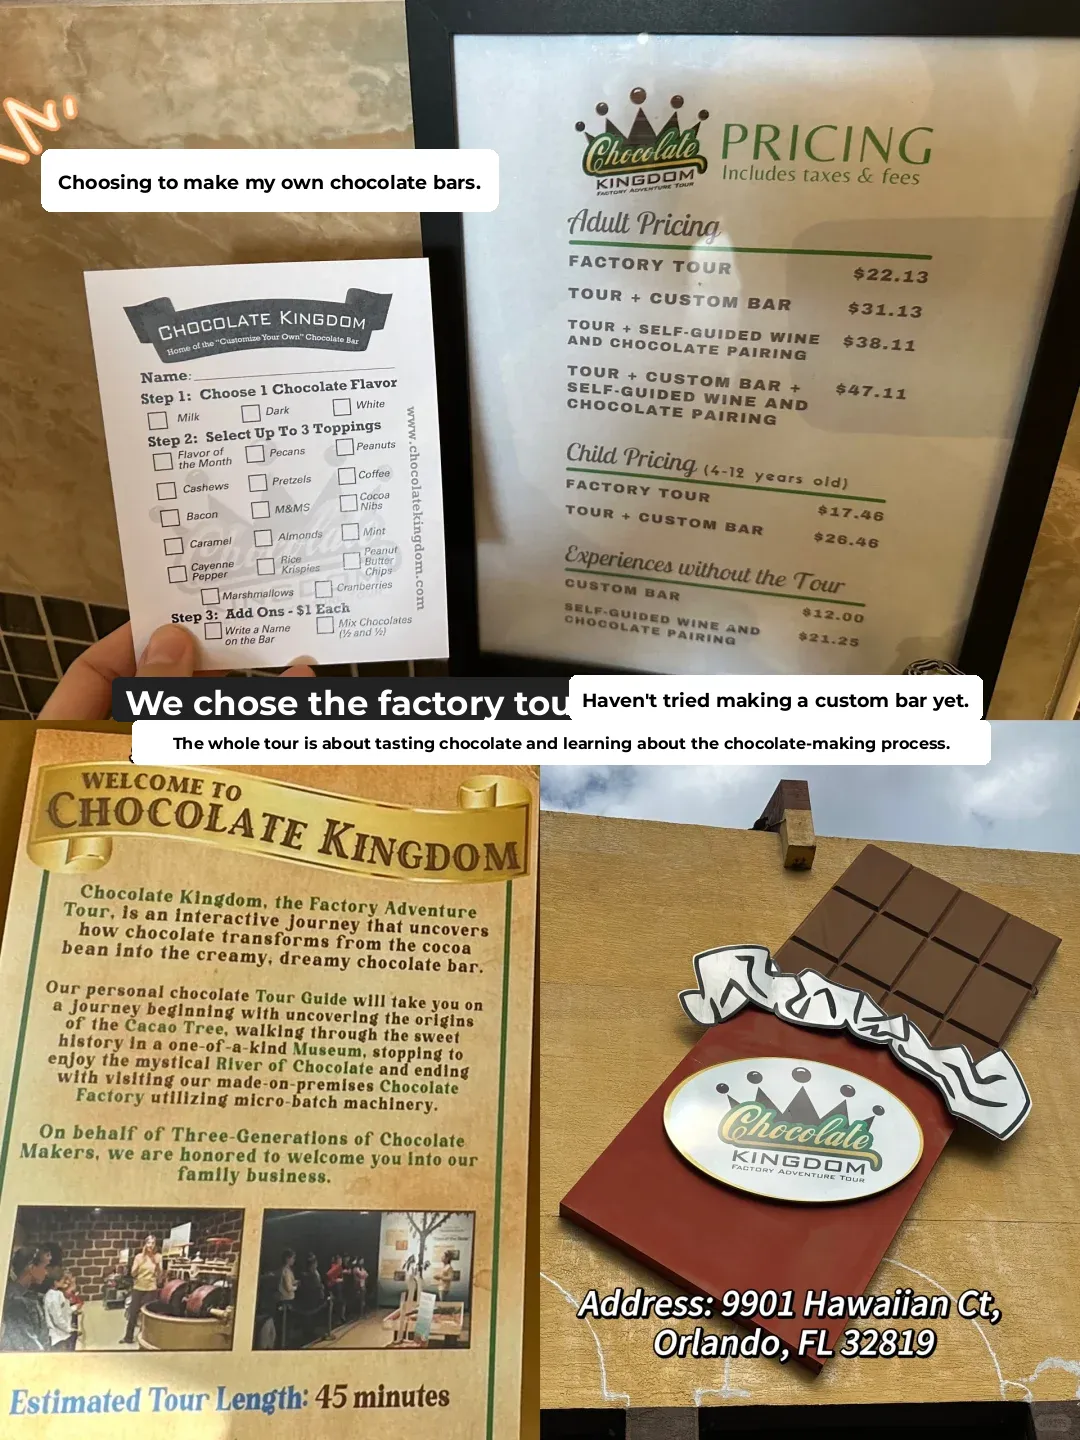 Choosing to make my own chocolate bars.
CHOCOLATE KINGDOM
Home of the "Customize Your Own" Chocolate Bar
Name:
Step 1: Choose 1 Chocolate Flavor
Milk
Dark
White
Step 2: Select Up To 3 Toppings
Flavor of
the Month
Pecans
Peanuts
Cashews
Pretzels
Coffee
Bacon
M&MS
Cocoa
Nibs
Caramel
Almonds
Mint
Cayenne
Pepper
Rice
Krispies
Peanut
Butter
Chips
Marshmallows
Cranberries
Step 3: Add Ons - $1 Each
Write a Name
on the Bar
Mix Chocolates
(½ and ½)
www.chocolatekingdom.com
Chocolate
KINGDOM
FACTORY ADVENTURE TOUR
PRICING
Includes taxes & fees
Adult Pricing
FACTORY TOUR $22.13
TOUR + CUSTOM BAR $31.13
TOUR + SELF-GUIDED WINE
AND CHOCOLATE PAIRING $38.11
TOUR + CUSTOM BAR +
SELF-GUIDED WINE AND
CHOCOLATE PAIRING $47.11
Child Pricing (4-12 years old)
FACTORY TOUR $17.46
TOUR + CUSTOM BAR $26.46
Experiences without the Tour
CUSTOM BAR $12.00
SELF-GUIDED WINE AND
CHOCOLATE PAIRING $21.25
We chose the factory tou
Haven't tried making a custom bar yet.
The whole tour is about tasting chocolate and learning about the chocolate-making process.
WELCOME TO
CHOCOLATE KINGDOM
Chocolate Kingdom, the Factory Adventure
Tour, is an interactive journey that uncovers
how chocolate transforms from the cocoa
bean into the creamy, dreamy chocolate bar.
Our personal chocolate Tour Guide will take you on
a journey beginning with uncovering the origins
of the Cacao Tree, walking through the sweet
history in a one-of-a-kind Museum, stopping to
enjoy the mystical River of Chocolate and ending
with visiting our made-on-premises Chocolate
Factory utilizing micro-batch machinery.
On behalf of Three-Generations of Chocolate
Makers, we are honored to welcome you into our
family business.
Estimated Tour Length: 45 minutes
Chocolate
KINGDOM
FACTORY ADVENTURE TOUR
Address: 9901 Hawaiian Ct,
Orlando, FL 32819